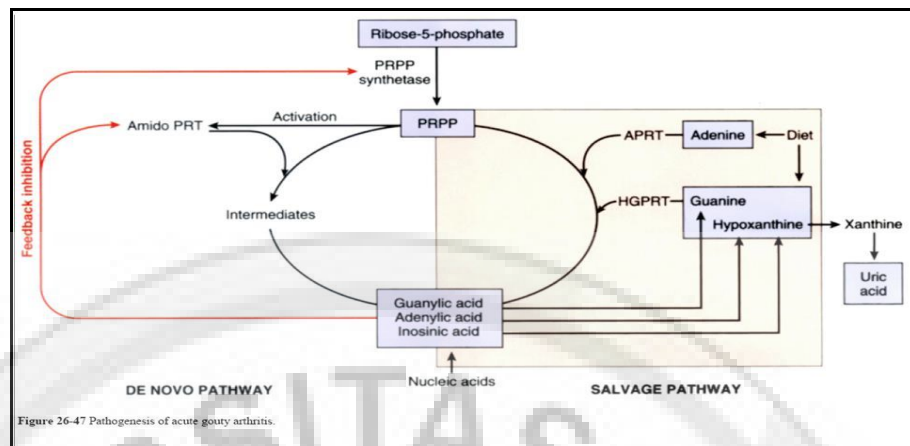 Ribose-5-phosphate
PRPP
synthetase
Activation
Amido PRT
PRPP
APRT
Adenine
Diet
Feedback inhibition
Intermediates
HGPRT
Guanine
Hypoxanthine
Xanthine
Uric
acid
Guanylic acid
Adenylic acid
Inosinic acid
Nucleic acids
DE NOVO PATHWAY
SALVAGE PATHWAY
Figure 26-47 Pathogenesis of acute gouty arthritis.